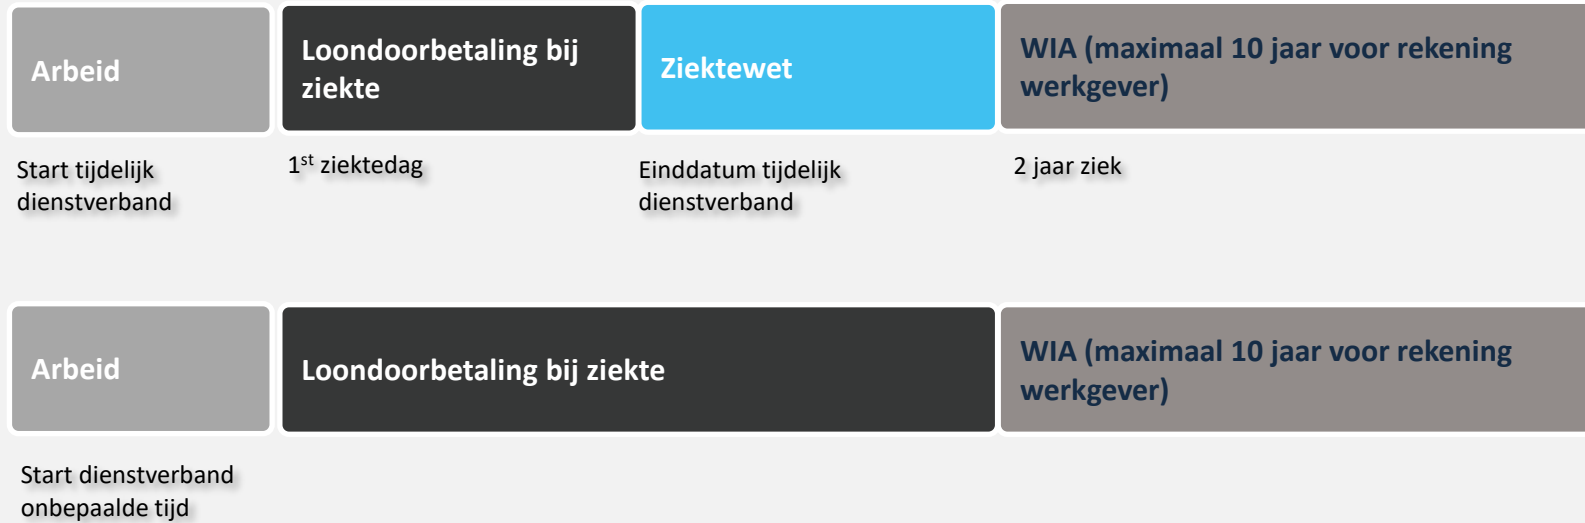 Arbeid
Loondoorbetaling bij
ziekte
Ziektewet
WIA (maximaal 10 jaar voor rekening
werkgever)
Start tijdelijk
dienstverband
1st ziektedag
Einddatum tijdelijk
dienstverband
2 jaar ziek
Arbeid
Loondoorbetaling bij ziekte
WIA (maximaal 10 jaar voor rekening
werkgever)
Start dienstverband
onbepaalde tijd